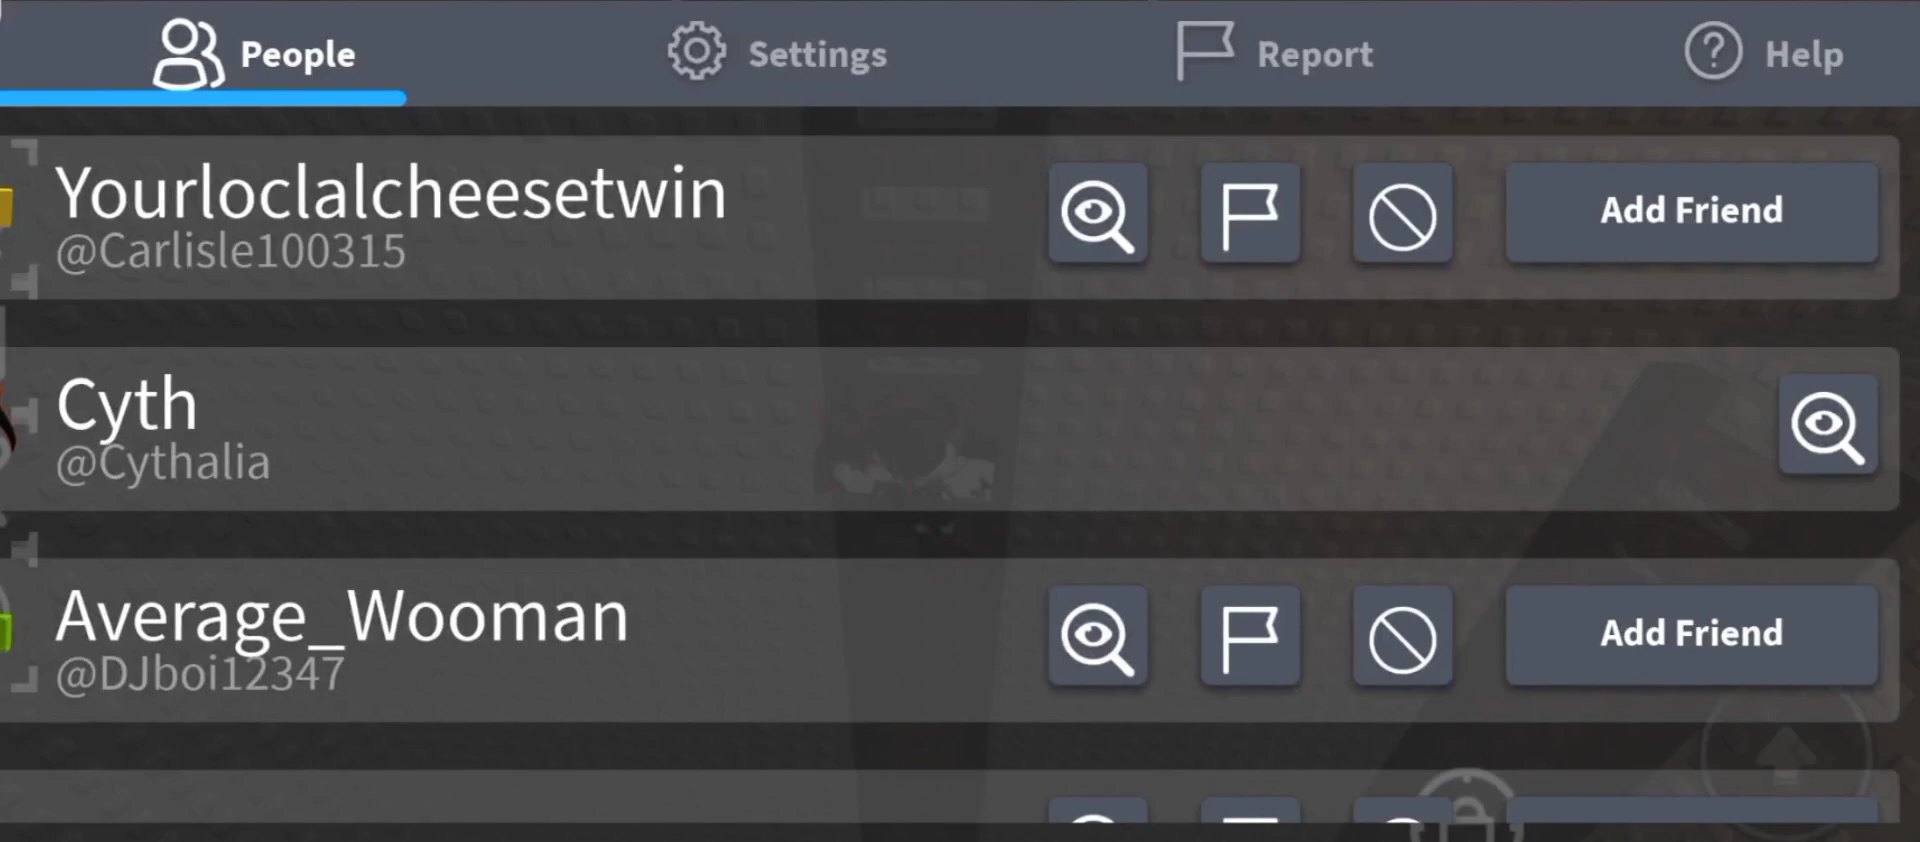 People
Settings
Report
Help
Yourloclalcheesetwin
@Carlisle100315
Add Friend
Cyth
@Cythalia
Average_Wooman
@DJboi12347
Add Friend